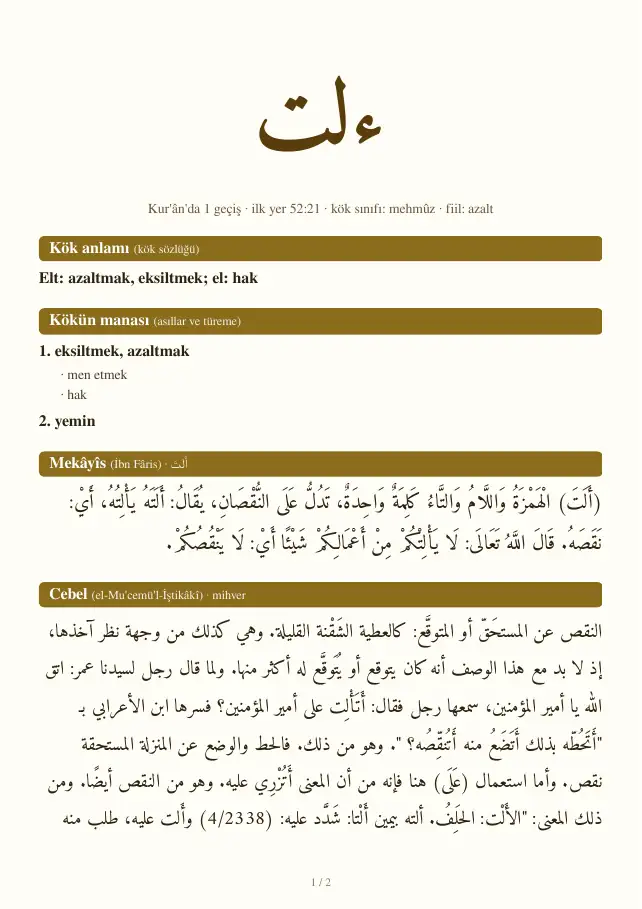 ءلت
Kur'ân'da 1 geçiş · ilk yer 52:21 · kök sınıfı: mehmûz · fiil: azalt
Kök anlamı (kök sözlüğü)
Elt: azaltmak, eksiltmek; el: hak
Kökün manası (asıllar ve türeme)
1. eksiltmek, azaltmak
· men etmek
· hak
2. yemin
Mekâyîs (İbn Fâris) · ألت
(أَلَتَ) الْهَمْزَةُ وَاللَّامُ وَالتَّاءُ كَلِمَةٌ وَاحِدَةٌ، تَدُلُّ عَلَى النُّقْصَانِ، يُقَالُ: أَلَتَهُ يَأْلِتُهُ، أَيْ:
نَقَصَهُ. قَالَ اللَّهُ تَعَالَى: لَا يَأْلِتْكُمْ مِنْ أَعْمَالِكُمْ شَيْئًا أَيْ: لَا يَنْقُصُكُمْ.
Cebel (el-Mu'cemü'l-İştikâkî) · mihver
النقص عن المستحَقّ أو المتوقَّع: كالعطية الشَقْنة القليلة. وهي كذلك من وجهة نظر آخذها،
إذ لا بد مع هذا الوصف أنه كان يتوقع أو يُتَوقَّع له أكثر منها. ولما قال رجل لسيدنا عمر: اتق
الله يا أمير المؤمنين، سمعها رجل فقال: أَتَأْلِت على أمير المؤمنين؟ فسرها ابن الأعرابي بـ
"أَتَحُطّه بذلك أَتَضَعُ منه أَتُنَقِّصُه؟ ". وهو من ذلك. فالحط والوضع عن المنزلة المستحقة
نقص. وأما استعمال (عَلَى) هنا فإنه من أن المعنى أَتُزْرِي عليه. وهو من النقص أيضًا. ومن
ذلك المعنى: "الأَلْت: الحَلِفُ. ألته بيمين ألْتا: شَدَّد عليه: (4/2338) وأَلت عليه، طلب منه
1 / 2